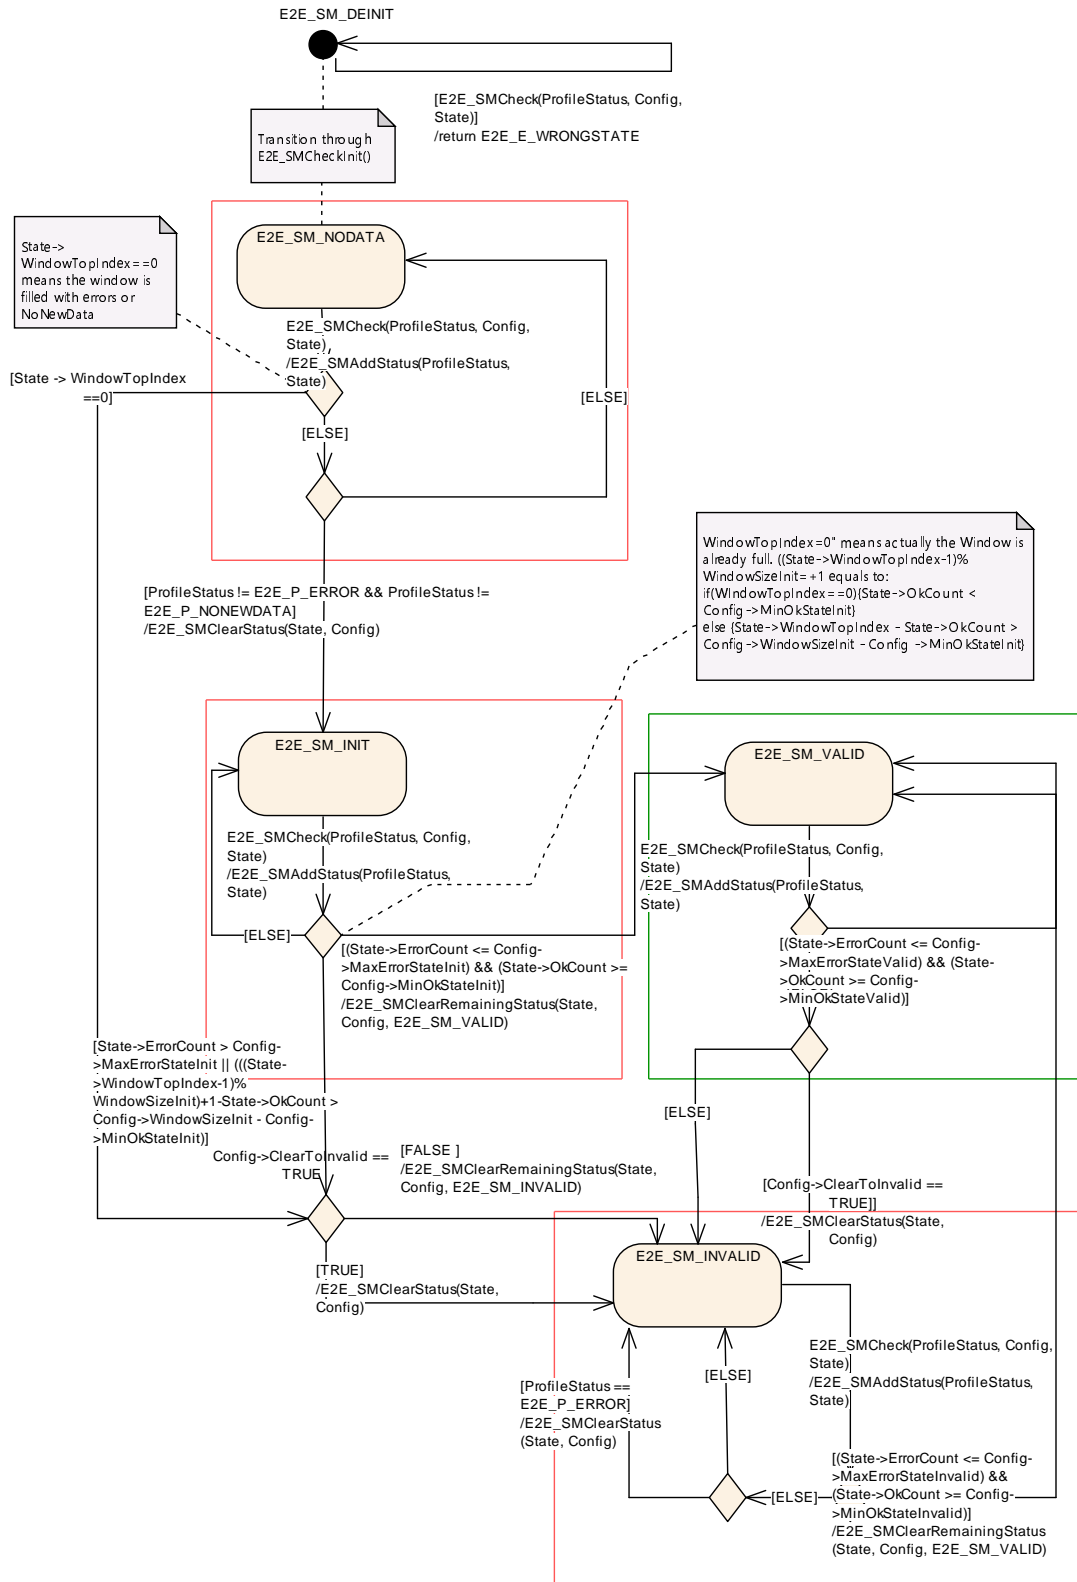 E2E_SM_DEINIT
[E2E_SMCheck(ProfileStatus, Config,
State)]
/return E2E_E_WRONGSTATE
Transition through
E2E_SMCheckInit()
E2E_SM_NODATA
State->
WindowTopIndex==0
means the window is
filled with errors or
NoNewData
E2E_SMCheck(ProfileStatus, Config,
State)
/E2E_SMAddStatus(ProfileStatus,
State)
[State -> WindowTopIndex
==0]
[ELSE]
[ELSE]
WindowTopIndex=0" means actually the Window is
already full. ((State->WindowTopIndex-1)%
WindowSizeInit=+1 equals to:
if(WIndowTopIndex==0){State->OkCount <
Config->MinOkStateInit}
else {State->WindowTopIndex - State->OkCount >
Config->WindowSizeInit - Config ->MinOkStateInit}
[ProfileStatus != E2E_P_ERROR && ProfileStatus !=
E2E_P_NONEWDATA]
/E2E_SMClearStatus(State, Config)
E2E_SM_INIT
E2E_SM_VALID
E2E_SMCheck(ProfileStatus, Config,
State)
/E2E_SMAddStatus(ProfileStatus,
State)
E2E_SMCheck(ProfileStatus, Config,
State)
/E2E_SMAddStatus(ProfileStatus,
State)
[ELSE]
[(State->ErrorCount <= Config-
>MaxErrorStateInit) && (State->OkCount >=
Config->MinOkStateInit)]
/E2E_SMClearRemainingStatus(State,
Config, E2E_SM_VALID)
[(State->ErrorCount <= Config-
>MaxErrorStateValid) && (State-
>OkCount >= Config-
>MinOkStateValid)]
[State->ErrorCount > Config-
>MaxErrorStateInit || (((State-
>WindowTopIndex-1)%
WindowSizeInit)+1-State->OkCount >
Config->WindowSizeInit - Config-
>MinOkStateInit)]
[ELSE]
Config->ClearToInvalid ==
TRUE
[FALSE ]
/E2E_SMClearRemainingStatus(State,
Config, E2E_SM_INVALID)
[Config->ClearToInvalid ==
TRUE]]
/E2E_SMClearStatus(State,
Config)
E2E_SM_INVALID
[TRUE]
/E2E_SMClearStatus(State,
Config)
E2E_SMCheck(ProfileStatus, Config,
State)
/E2E_SMAddStatus(ProfileStatus,
State)
[ELSE]
[ProfileStatus ==
E2E_P_ERROR]
/E2E_SMClearStatus
(State, Config)
[ELSE]
[(State->ErrorCount <= Config-
>MaxErrorStateInvalid) &&
(State->OkCount >= Config-
>MinOkStateInvalid)]
/E2E_SMClearRemainingStatus
(State, Config, E2E_SM_VALID)